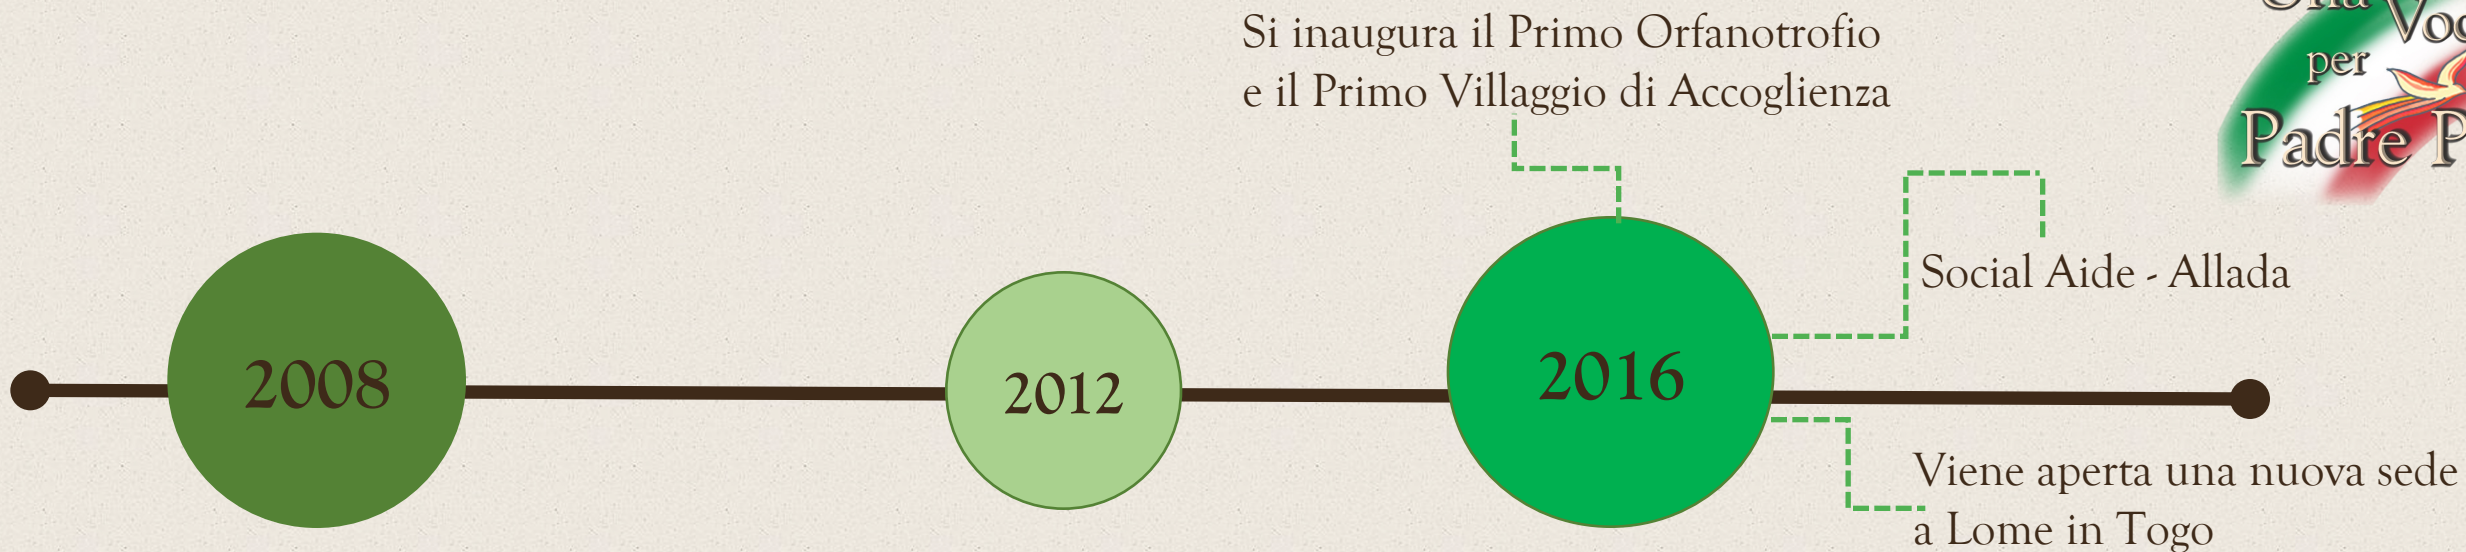 Si inaugura il Primo Orfanotrofio
e il Primo Villaggio di Accoglienza
per
Padre
Social Aide - Allada
2008
2012
2016
Viene aperta una nuova sede
a Lome in Togo